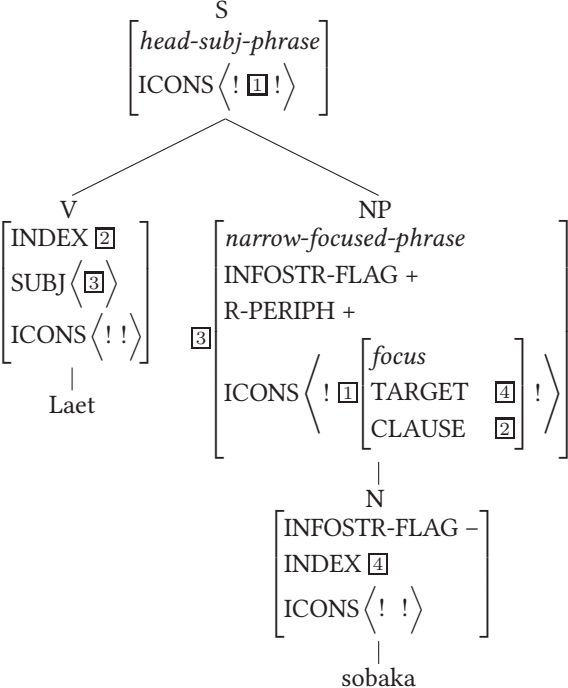 S
head-subj-phrase
ICONS ⟨! 1 !⟩
V
INDEX 2
SUBJ ⟨3⟩
ICONS ⟨! !⟩
Laet
NP
3
narrow-focused-phrase
INFOSTR-FLAG +
R-PERIPH +
ICONS ⟨! 1 [focus
TARGET 4
CLAUSE 2] !⟩
N
INFOSTR-FLAG –
INDEX 4
ICONS ⟨! !⟩
sobaka